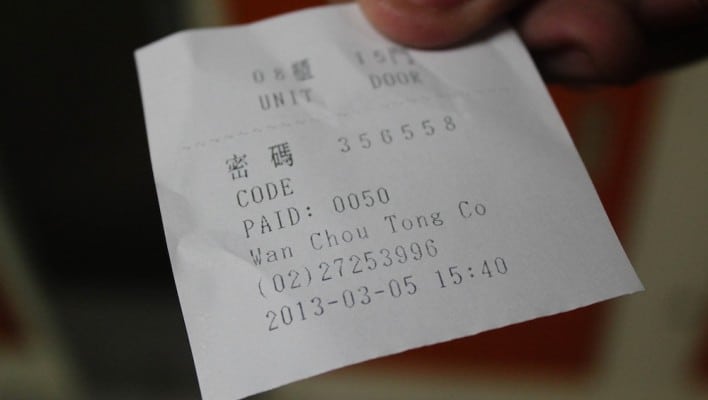 08櫃 15門
UNIT DOOR
~~~~~~~~~~~~~~~~~~~~~~~~
密 碼 356558
CODE
PAID: 0050
Wan Chou Tong Co
(02)27253996
2013-03-05 15:40